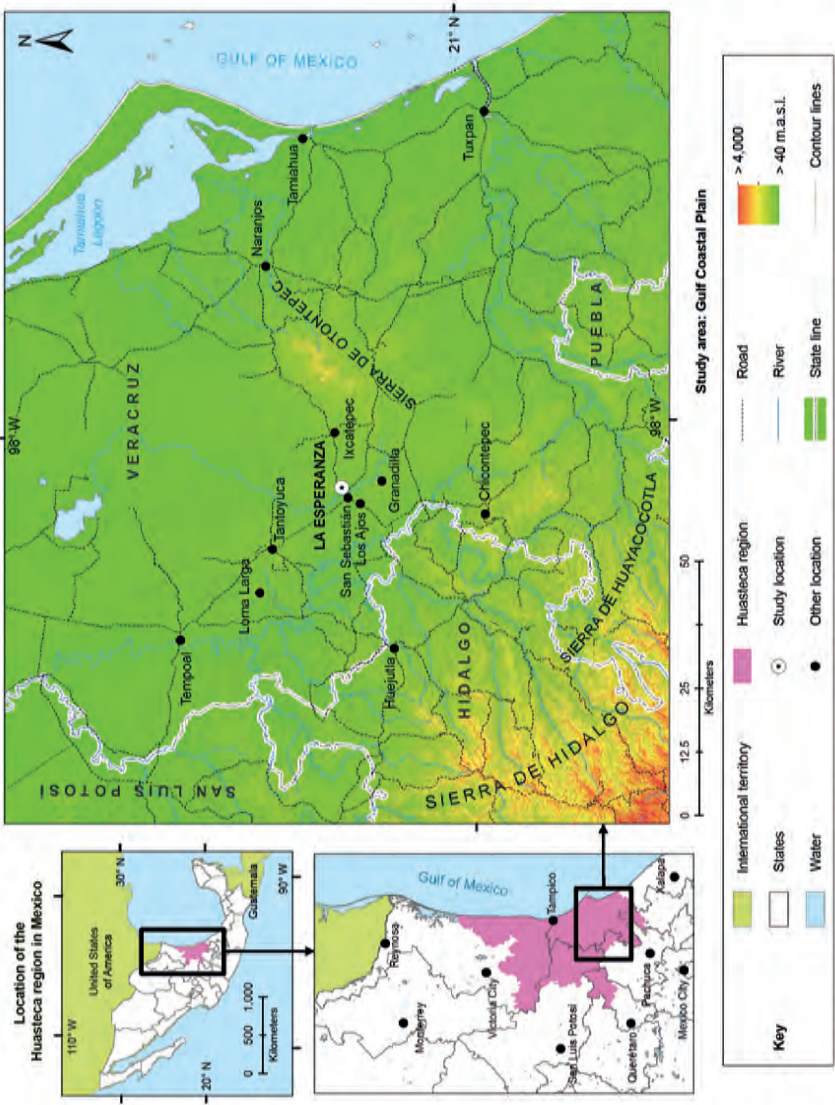 Location of the
Huasteca region in Mexico
110° W
30° N
United States
of America
20° N
0 500 1,000
Kilometers
Guatemala
90° W
Reynosa
Monterrey
Gulf of Mexico
Victoria City
Tampico
San Luis Potosí
Querétaro
Pachuca
Mexico City
Xalapa
N
98° W
GULF OF MEXICO
21° N
Tamiahua
Lagoon
VERACRUZ
SAN LUIS POTOSÍ
Tempoal
Loma Larga
Tantoyuca
Naranjos
Tamiahua
SIERRA DE OTONTEPEC
LA ESPERANZA
Ixcatepec
San Sebastián
Los Ajos
Granadilla
Huejutla
HIDALGO
Chicontepec
Tuxpan
PUEBLA
SIERRA DE HIDALGO
SIERRA DE HUAYACOCOTLA
98° W
0 12.5 25 50
Kilometers
Study area: Gulf Coastal Plain
Key
International territory
States
Water
Huasteca region
Study location
Other location
Road
River
State line
> 4,000
> 40 m.a.s.l.
Contour lines